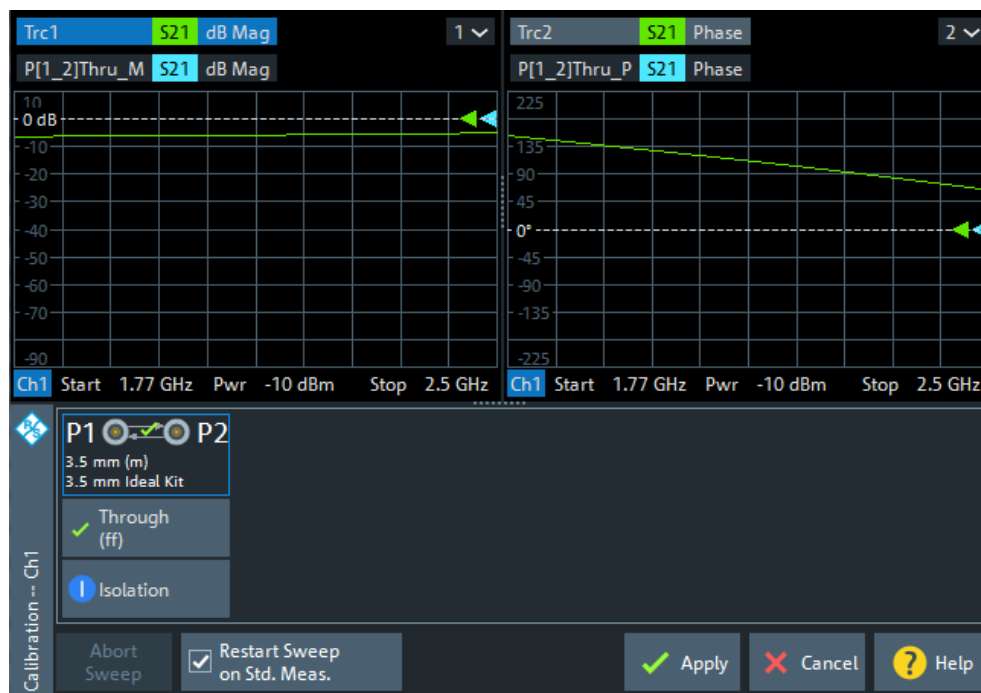 Trc1 S21 dB Mag 1
P[1_2]Thru_M S21 dB Mag
10
0 dB
-10
-20
-30
-40
-50
-60
-70
-90
Ch1 Start 1.77 GHz Pwr -10 dBm Stop 2.5 GHz
Trc2 S21 Phase 2
P[1_2]Thru_P S21 Phase
225
135
90
45
0°
-45
-90
-135
-225
Ch1 Start 1.77 GHz Pwr -10 dBm Stop 2.5 GHz
Calibration -- Ch1
P1 P2
3.5 mm (m)
3.5 mm Ideal Kit
Through
(ff)
Isolation
Abort
Sweep
Restart Sweep
on Std. Meas.
Apply
Cancel
Help